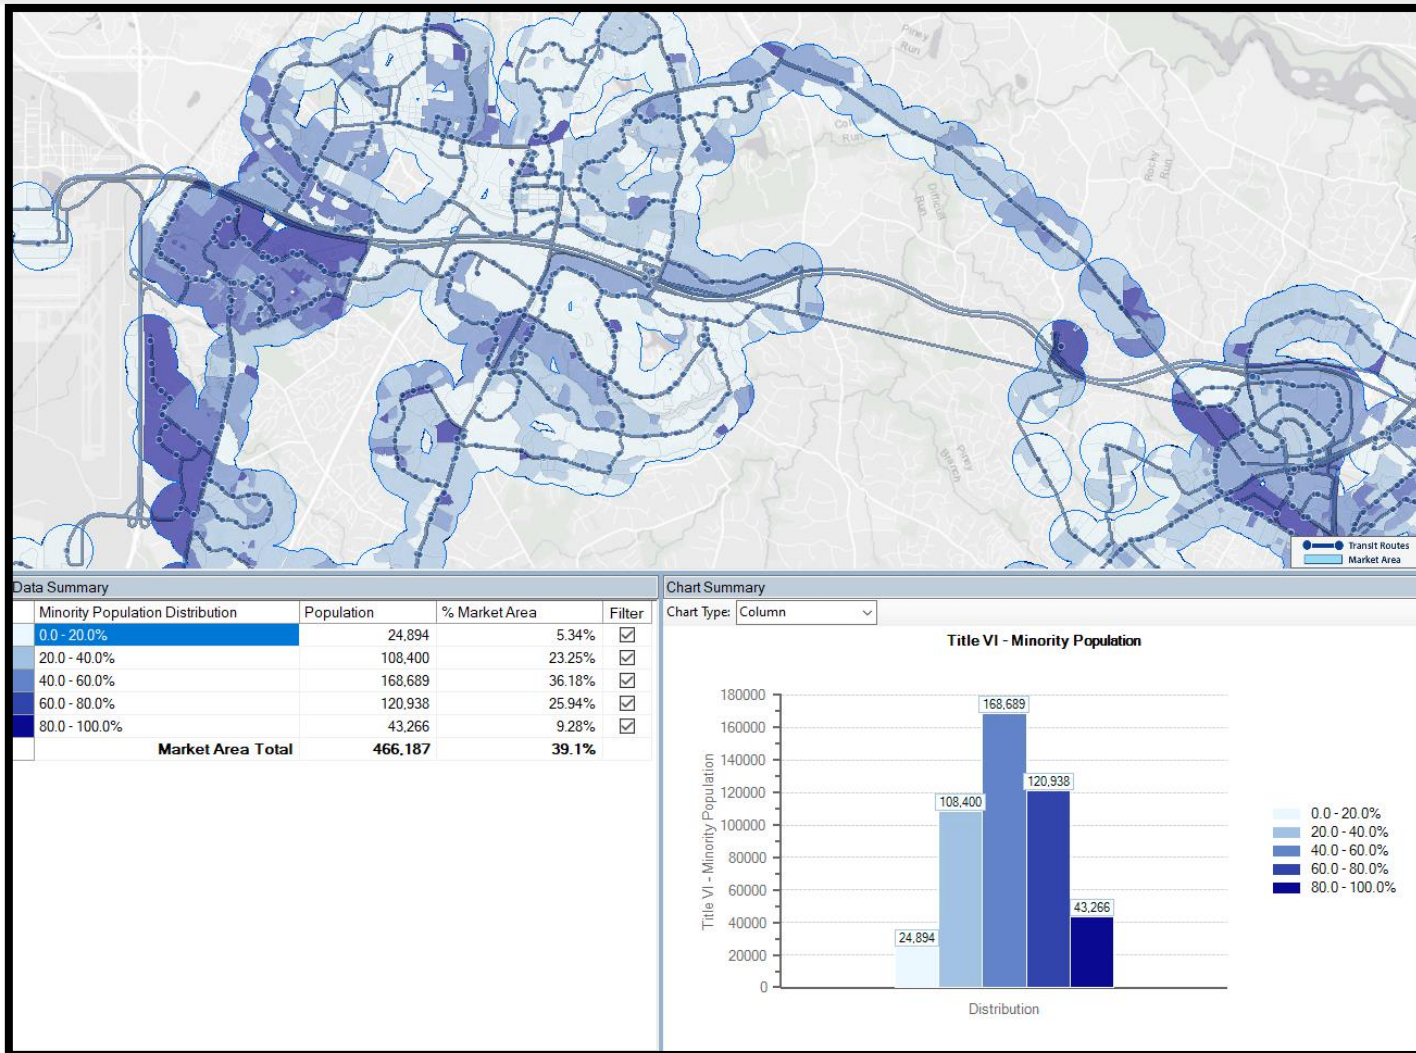 Piney
Run
Colvin
Run
Rocky
Run
Difficult
Run
Piney
Branch
Transit Routes
Market Area
Data Summary
Minority Population Distribution Population % Market Area Filter
0.0 - 20.0% 24,894 5.34%
20.0 - 40.0% 108,400 23.25%
40.0 - 60.0% 168,689 36.18%
60.0 - 80.0% 120,938 25.94%
80.0 - 100.0% 43,266 9.28%
Market Area Total 466,187 39.1%
Chart Summary
Chart Type: Column
Title VI - Minority Population
Title VI - Minority Population
180000
160000
140000
120000
100000
80000
60000
40000
20000
0
24,894
108,400
168,689
120,938
43,266
Distribution
0.0 - 20.0%
20.0 - 40.0%
40.0 - 60.0%
60.0 - 80.0%
80.0 - 100.0%